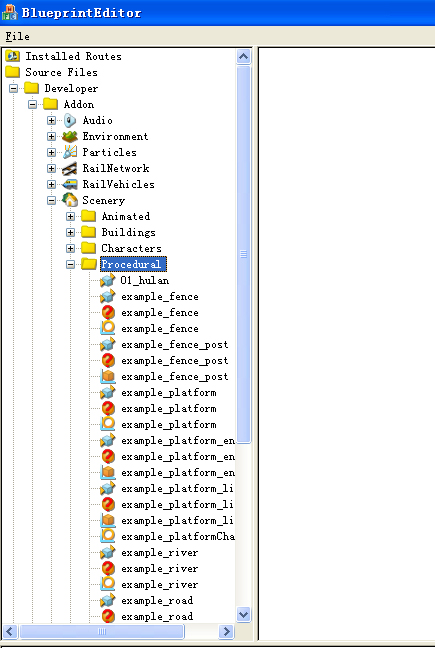 BlueprintEditor
File
Installed Routes
Source Files
Developer
Addon
Audio
Environment
Particles
RailNetwork
RailVehicles
Scenery
Animated
Buildings
Characters
Procedural
01_hulan
example_fence
example_fence
example_fence
example_fence_post
example_fence_post
example_fence_post
example_platform
example_platform
example_platform
example_platform_en
example_platform_en
example_platform_en
example_platform_li
example_platform_li
example_platform_li
example_platformCha
example_river
example_river
example_river
example_road
example_road